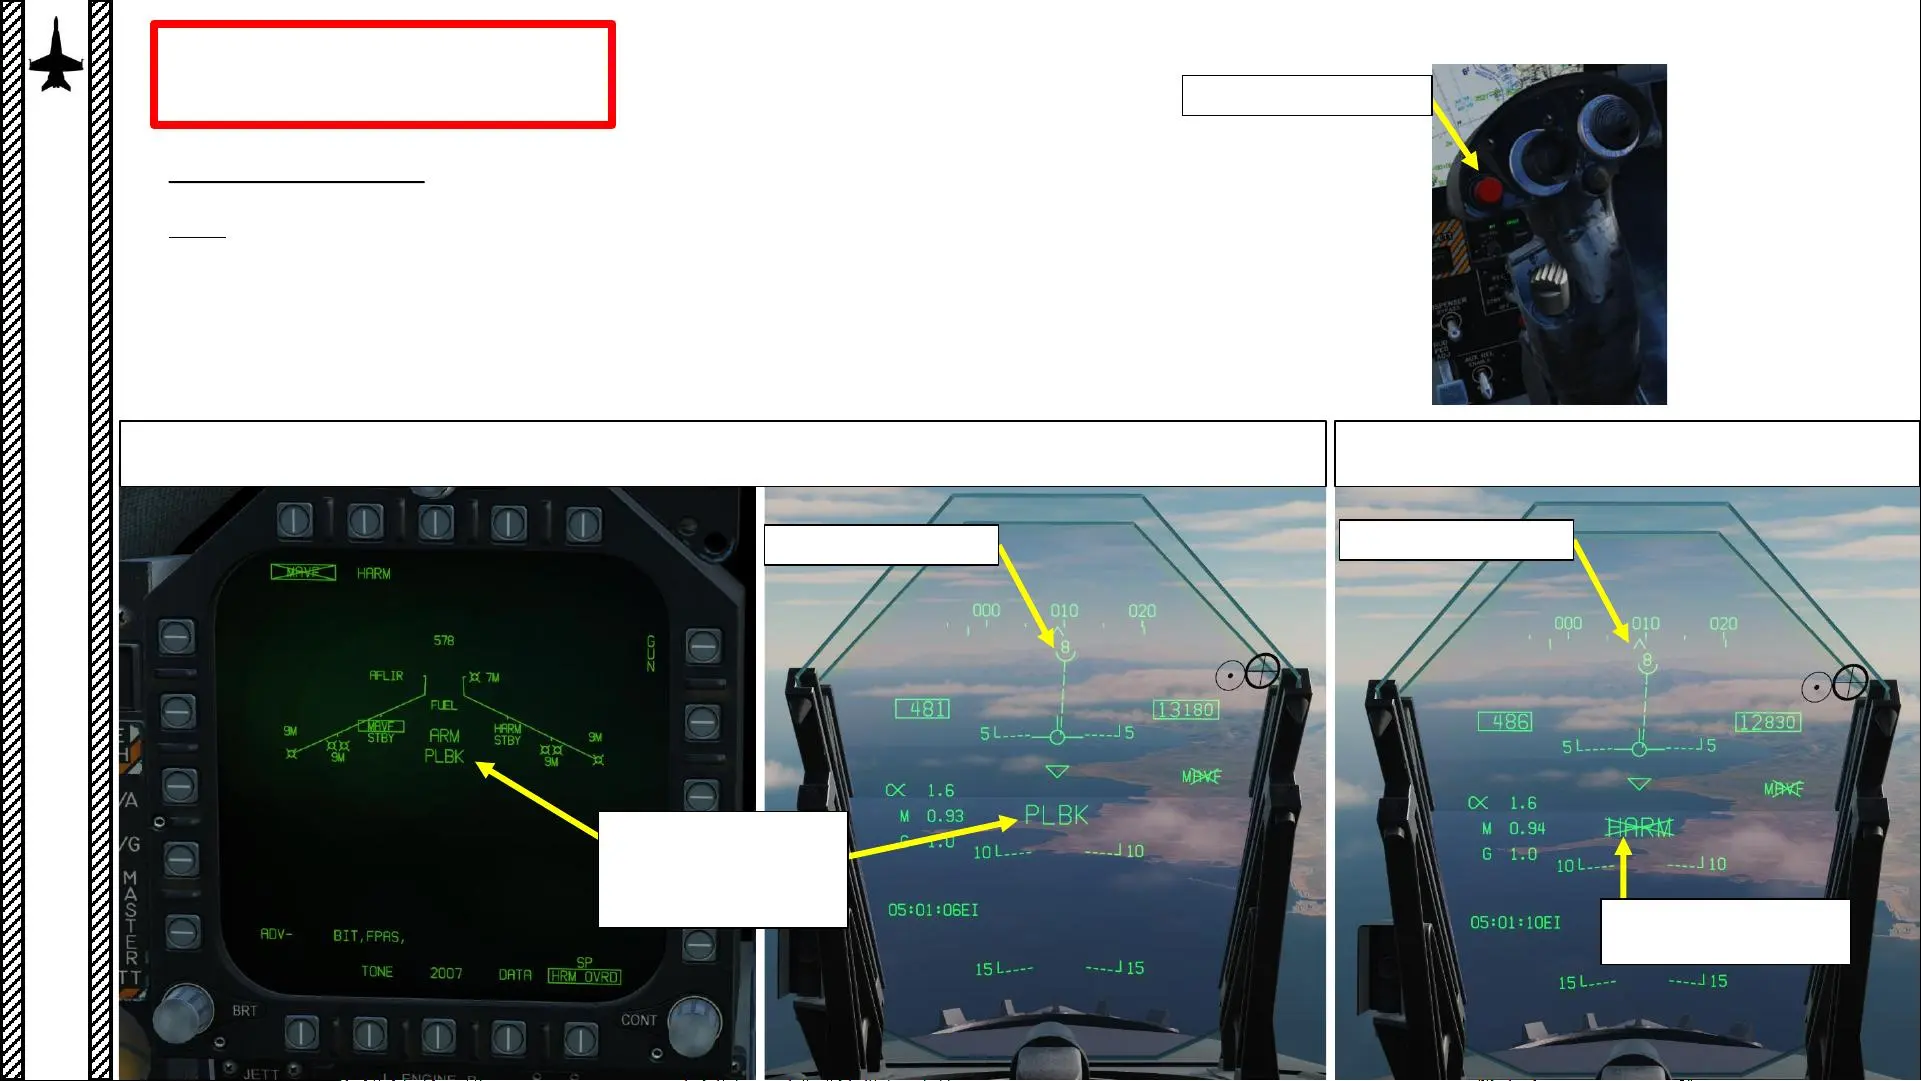 MAVF HARM
578
GUN
AFLIR 7M
FUEL
9M MAVF STBY ARM HARM STBY 9M
9M PLBK 9M
ADV- BIT,FPAS,
SP
TONE 2007 DATA HRM OVRD
BRT
CONT
/A
/G
MASTER
JETT
000 010 020
8
481 13180
5 5
MAVF
α 1.6
M 0.93
PLBK
G 1.0
10 10
05:01:06EI
15 15
000 010 020
8
486 12830
5 5
MAVF
α 1.6
M 0.94
HARM
G 1.0
10 10
05:01:10EI
15 15